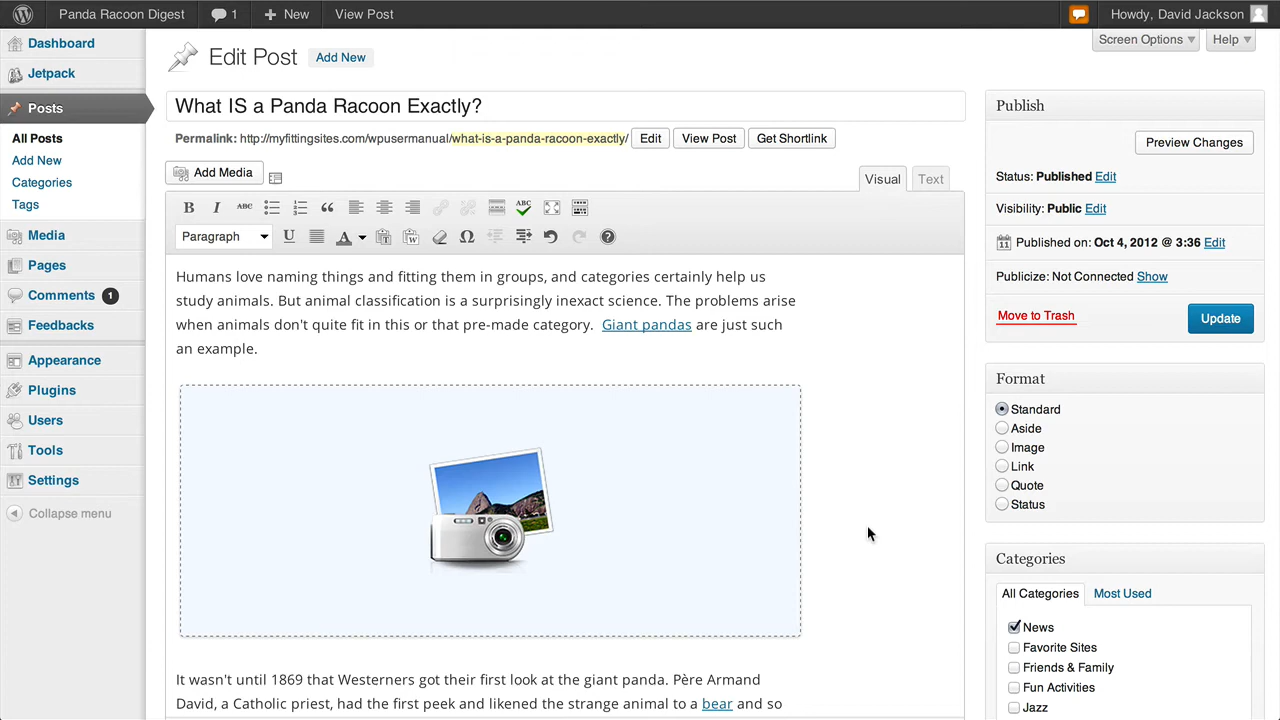 Panda Racoon Digest 1 New View Post Howdy, David Jackson
Screen Options Help
Dashboard
Jetpack
Posts
All Posts
Add New
Categories
Tags
Media
Pages
Comments 1
Feedbacks
Appearance
Plugins
Users
Tools
Settings
Collapse menu
Edit Post Add New
What IS a Panda Racoon Exactly?
Permalink: http://myfittingsites.com/wpusermanual/what-is-a-panda-racoon-exactly/ Edit View Post Get Shortlink
Add Media
Visual Text
B I ABC ABC
Paragraph U A
Humans love naming things and fitting them in groups, and categories certainly help us
study animals. But animal classification is a surprisingly inexact science. The problems arise
when animals don't quite fit in this or that pre-made category. Giant pandas are just such
an example.
It wasn't until 1869 that Westerners got their first look at the giant panda. Père Armand
David, a Catholic priest, had the first peek and likened the strange animal to a bear and so
Publish
Preview Changes
Status: Published Edit
Visibility: Public Edit
Published on: Oct 4, 2012 @ 3:36 Edit
Publicize: Not Connected Show
Move to Trash Update
Format
Standard
Aside
Image
Link
Quote
Status
Categories
All Categories Most Used
News
Favorite Sites
Friends & Family
Fun Activities
Jazz